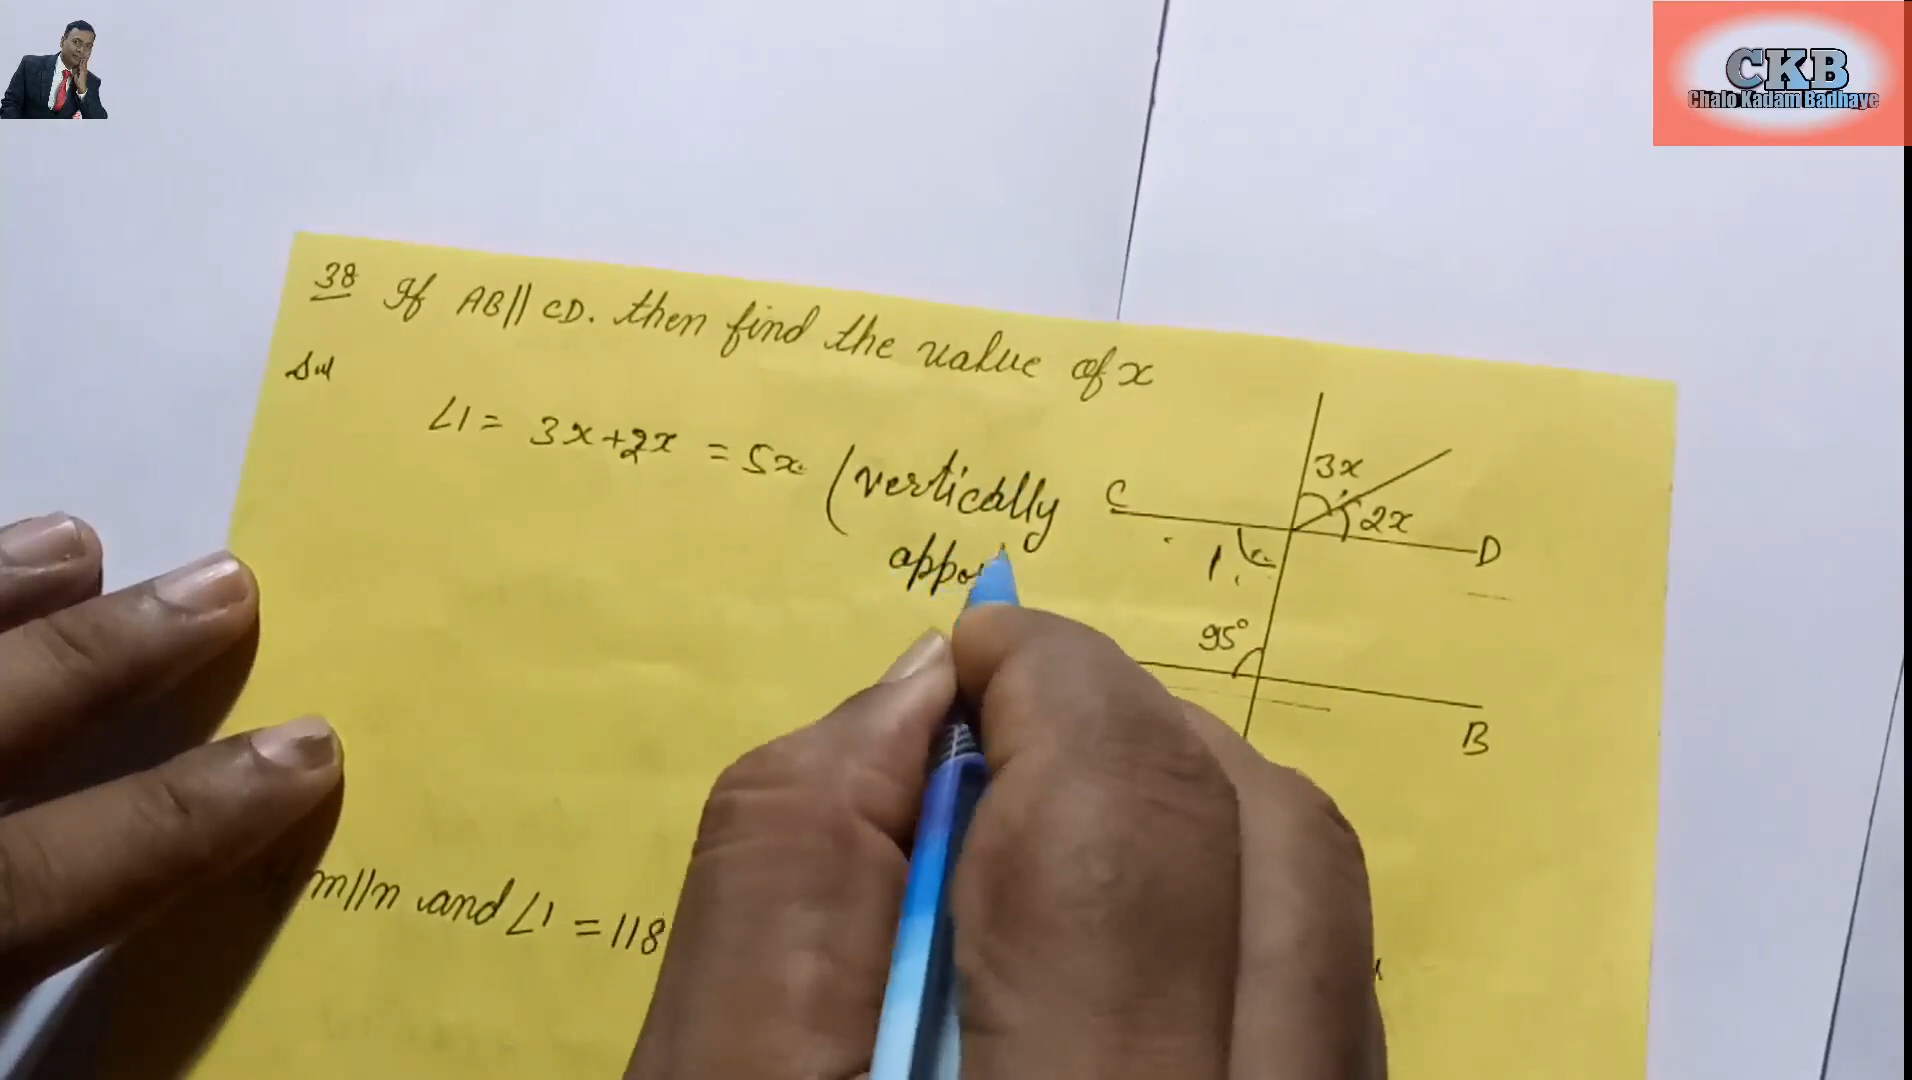 CKB
Chalo Kadam Badhaye
38 If AB || CD. then find the value of x
Sol
∠1 = 3x+2x = 5x (vertically
appo
C
3x
2x
D
1
95°
B
m||n and ∠1 = 118